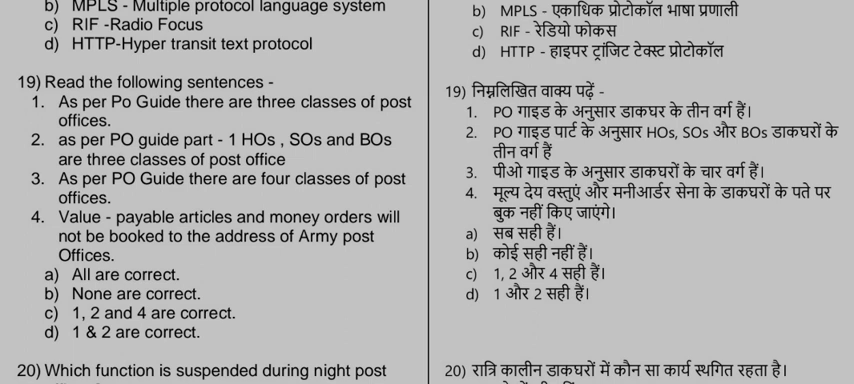 b) MPLS - Multiple protocol language system
c) RIF -Radio Focus
d) HTTP-Hyper transit text protocol
19) Read the following sentences -
1. As per Po Guide there are three classes of post
offices.
2. as per PO guide part - 1 HOs , SOs and BOs
are three classes of post office
3. As per PO Guide there are four classes of post
offices.
4. Value - payable articles and money orders will
not be booked to the address of Army post
Offices.
a) All are correct.
b) None are correct.
c) 1, 2 and 4 are correct.
d) 1 & 2 are correct.
20) Which function is suspended during night post
b) MPLS - एकाधिक प्रोटोकॉल भाषा प्रणाली
c) RIF - रेडियो फोकस
d) HTTP - हाइपर ट्रांजिट टेक्स्ट प्रोटोकॉल
19) निम्नलिखित वाक्य पढ़ें -
1. PO गाइड के अनुसार डाकघर के तीन वर्ग हैं।
2. PO गाइड पार्ट के अनुसार HOs, SOs और BOs डाकघरों के
तीन वर्ग हैं
3. पीओ गाइड के अनुसार डाकघरों के चार वर्ग हैं।
4. मूल्य देय वस्तुएं और मनीआर्डर सेना के डाकघरों के पते पर
बुक नहीं किए जाएंगे।
a) सब सही हैं।
b) कोई सही नहीं हैं।
c) 1, 2 और 4 सही हैं।
d) 1 और 2 सही हैं।
20) रात्रि कालीन डाकघरों में कौन सा कार्य स्थगित रहता है।